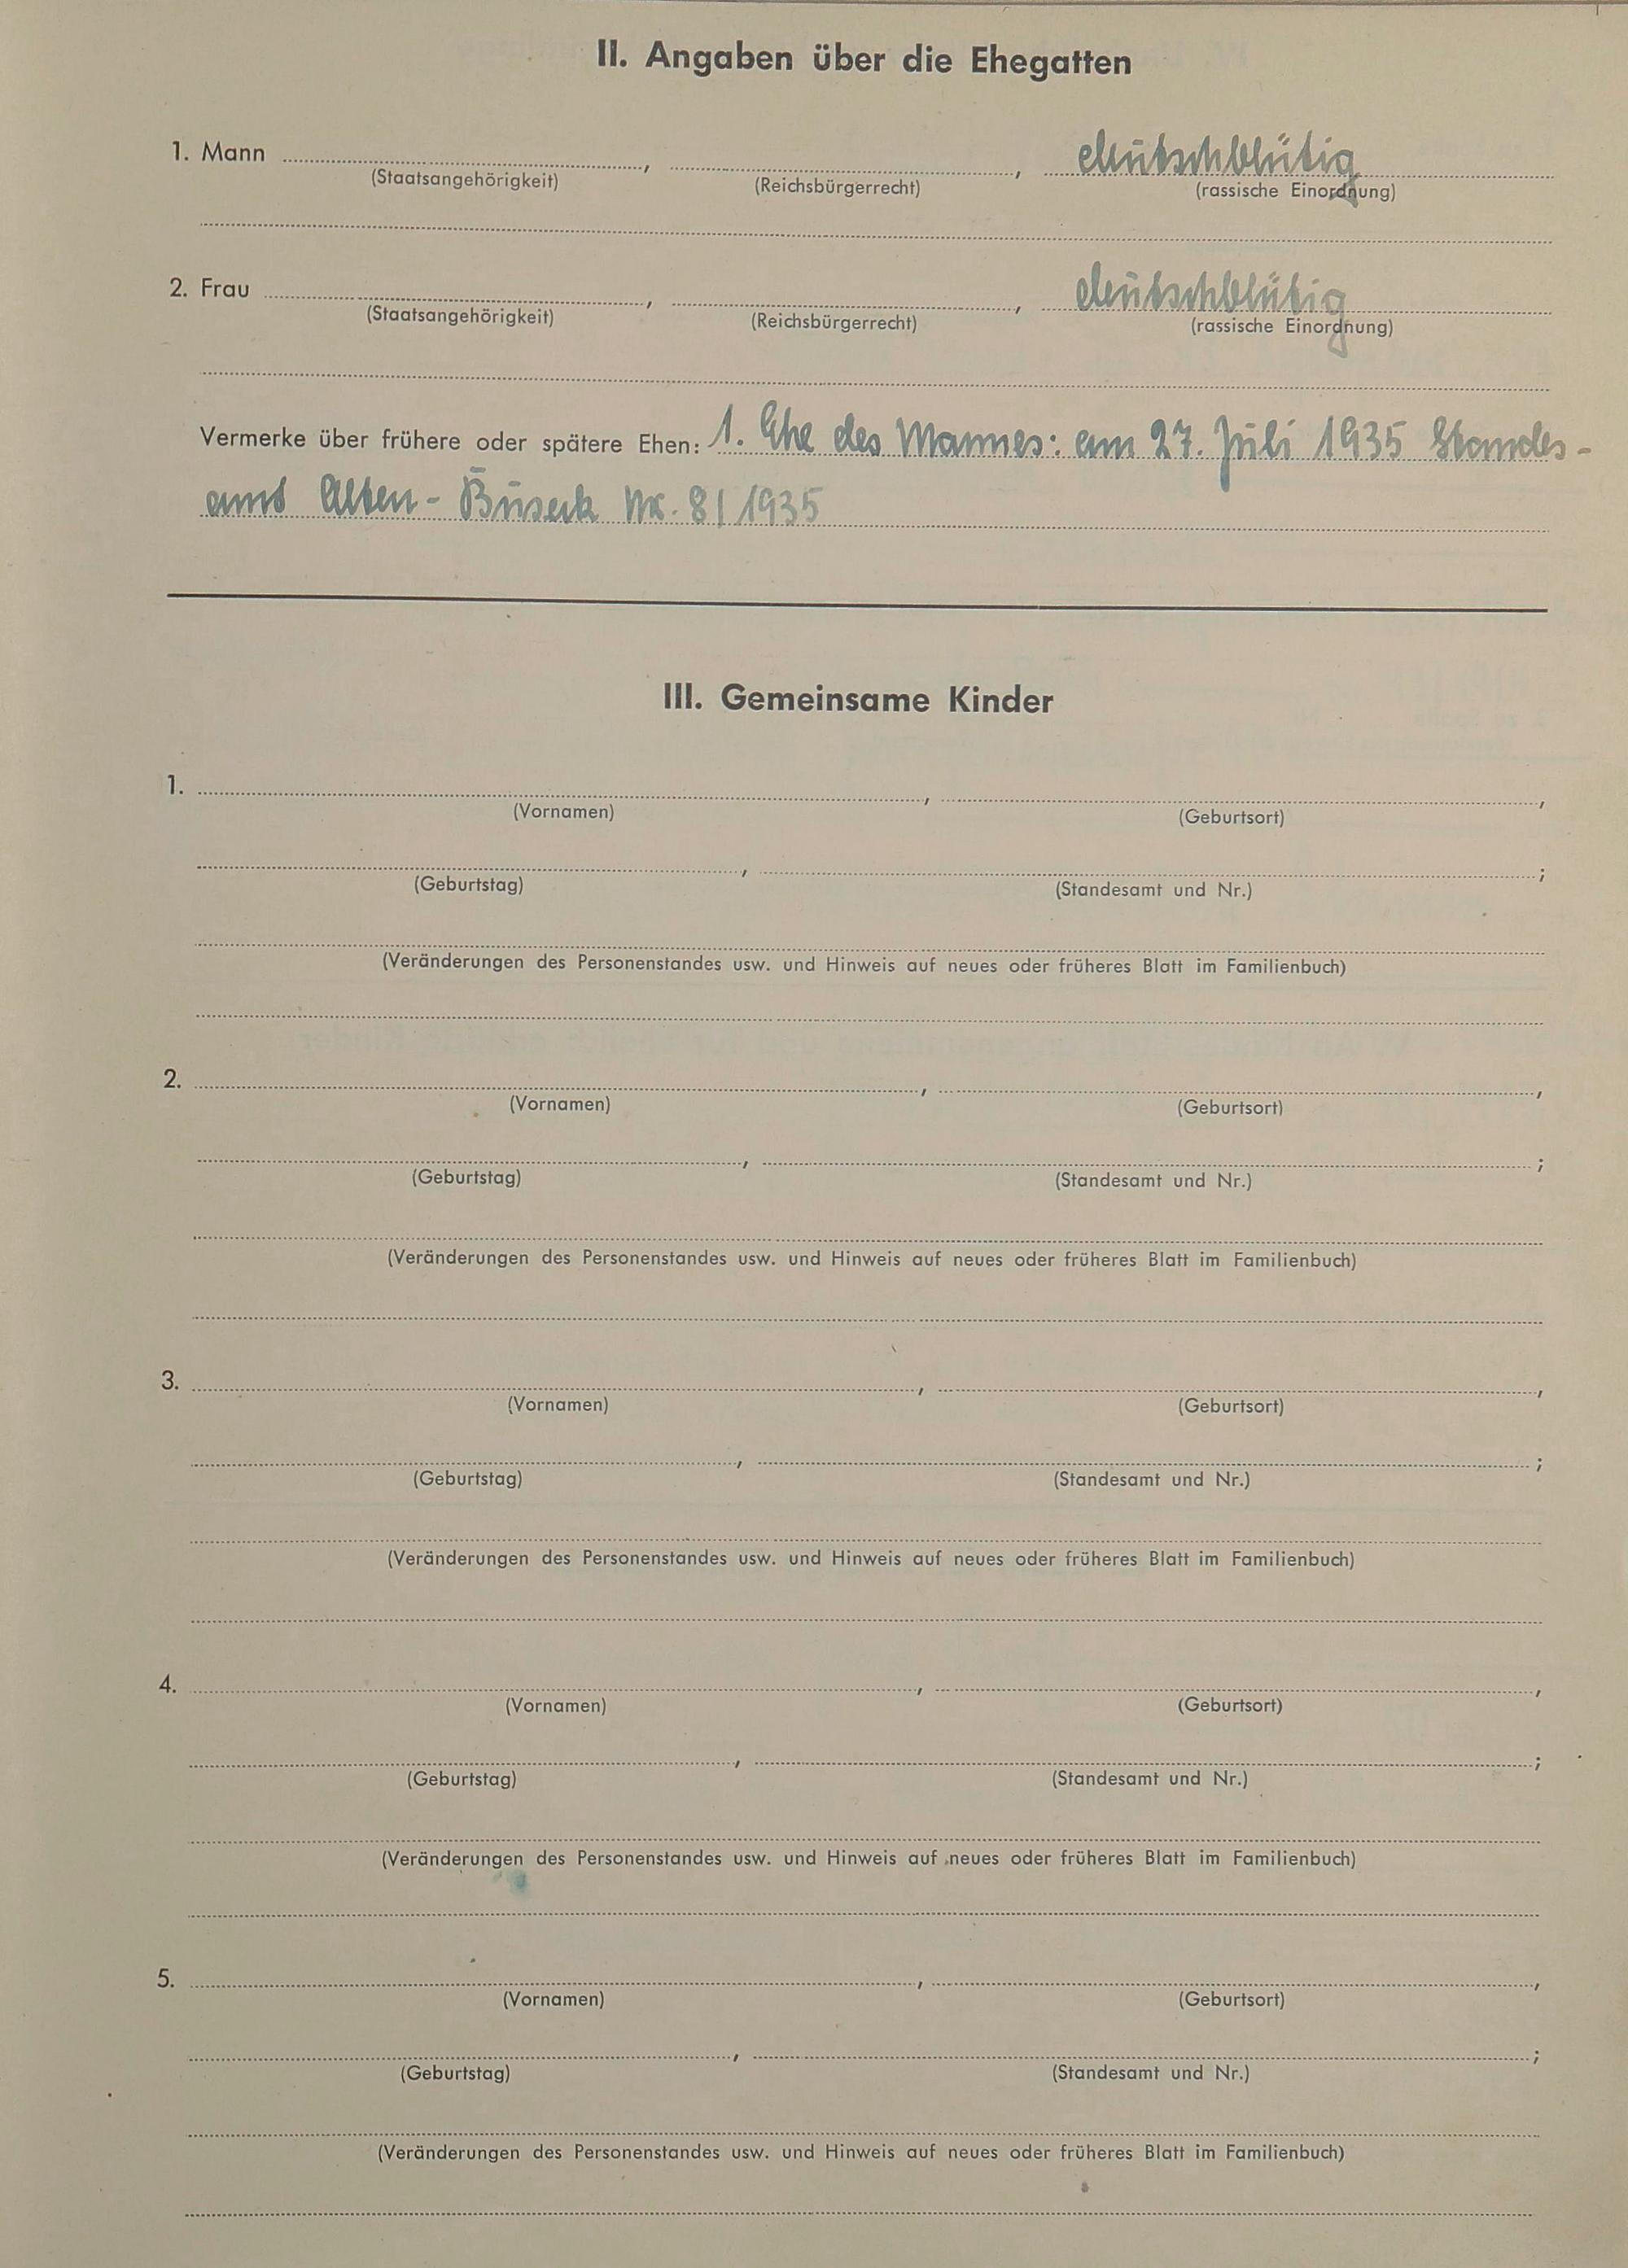 II. Angaben über die Ehegatten
1. Mann , , deutschblütig
(Staatsangehörigkeit) (Reichsbürgerrecht) (rassische Einordnung)
2. Frau , , deutschblütig
(Staatsangehörigkeit) (Reichsbürgerrecht) (rassische Einordnung)
Vermerke über frühere oder spätere Ehen: 1. Ehe des Mannes: am 27. Juli 1935 Standes-
amt Alten-Buseck Nr. 8/1935
III. Gemeinsame Kinder
1. , ,
(Vornamen) (Geburtsort)
, ;
(Geburtstag) (Standesamt und Nr.)
(Veränderungen des Personenstandes usw. und Hinweis auf neues oder früheres Blatt im Familienbuch)
2. , ,
(Vornamen) (Geburtsort)
, ;
(Geburtstag) (Standesamt und Nr.)
(Veränderungen des Personenstandes usw. und Hinweis auf neues oder früheres Blatt im Familienbuch)
3. , ,
(Vornamen) (Geburtsort)
, ;
(Geburtstag) (Standesamt und Nr.)
(Veränderungen des Personenstandes usw. und Hinweis auf neues oder früheres Blatt im Familienbuch)
4. , ,
(Vornamen) (Geburtsort)
, ;
(Geburtstag) (Standesamt und Nr.)
(Veränderungen des Personenstandes usw. und Hinweis auf neues oder früheres Blatt im Familienbuch)
5. , ,
(Vornamen) (Geburtsort)
, ;
(Geburtstag) (Standesamt und Nr.)
(Veränderungen des Personenstandes usw. und Hinweis auf neues oder früheres Blatt im Familienbuch)